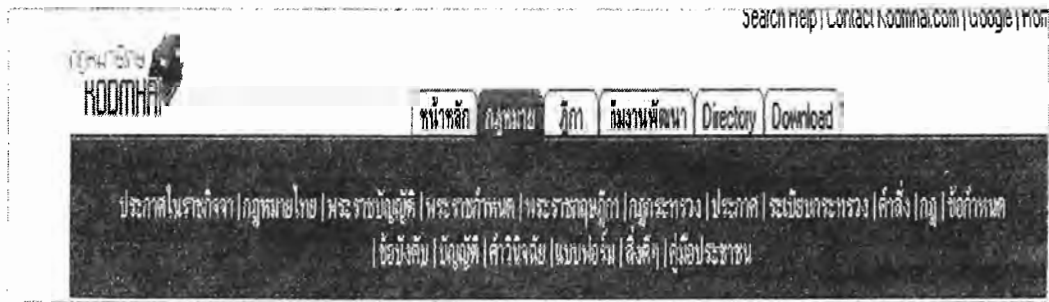 Search Help | Contact Kodmhai.com | Google | Hom
KODMHAI
หน้าหลัก กฎหมาย ฎีกา ทีมงานพัฒนา Directory Download
ประกาศในราชกิจจา | กฎหมายไทย | พระราชบัญญัติ | พระราชกำหนด | พระราชกฤษฎีกา | กฎกระทรวง | ประกาศ | ระเบียบกระทรวง | คำสั่ง | กฎ | ข้อกำหนด
| ข้อบังคับ | บัญญัติ | คำวินิจฉัย | แบบฟอร์ม | สิ่งดีๆ | คู่มือประชาชน